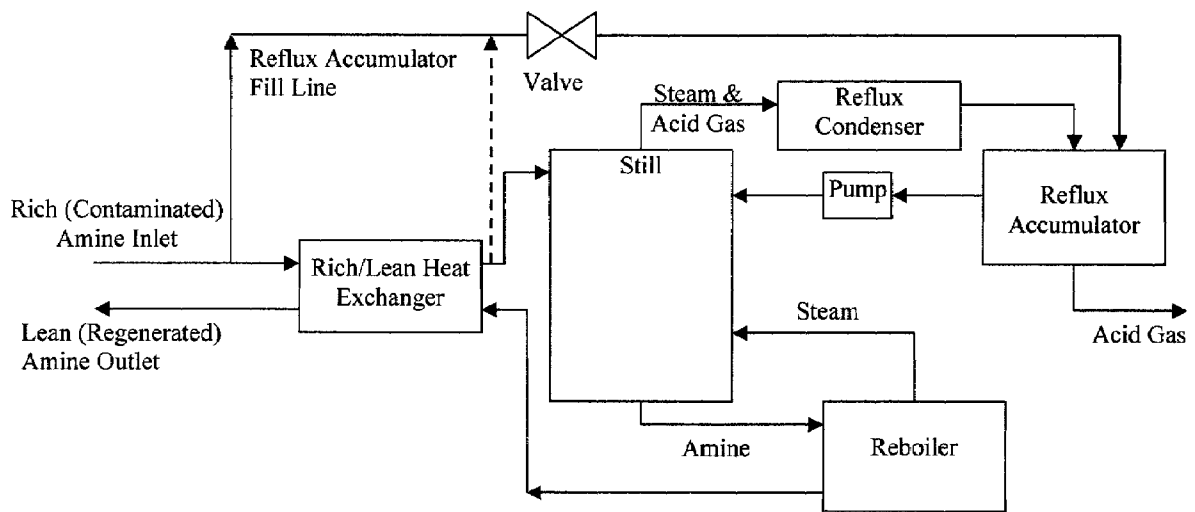 Reflux Accumulator
Fill Line
Valve
Steam &
Acid Gas
Reflux
Condenser
Still
Pump
Reflux
Accumulator
Rich (Contaminated)
Amine Inlet
Rich/Lean Heat
Exchanger
Lean (Regenerated)
Amine Outlet
Steam
Acid Gas
Amine
Reboiler